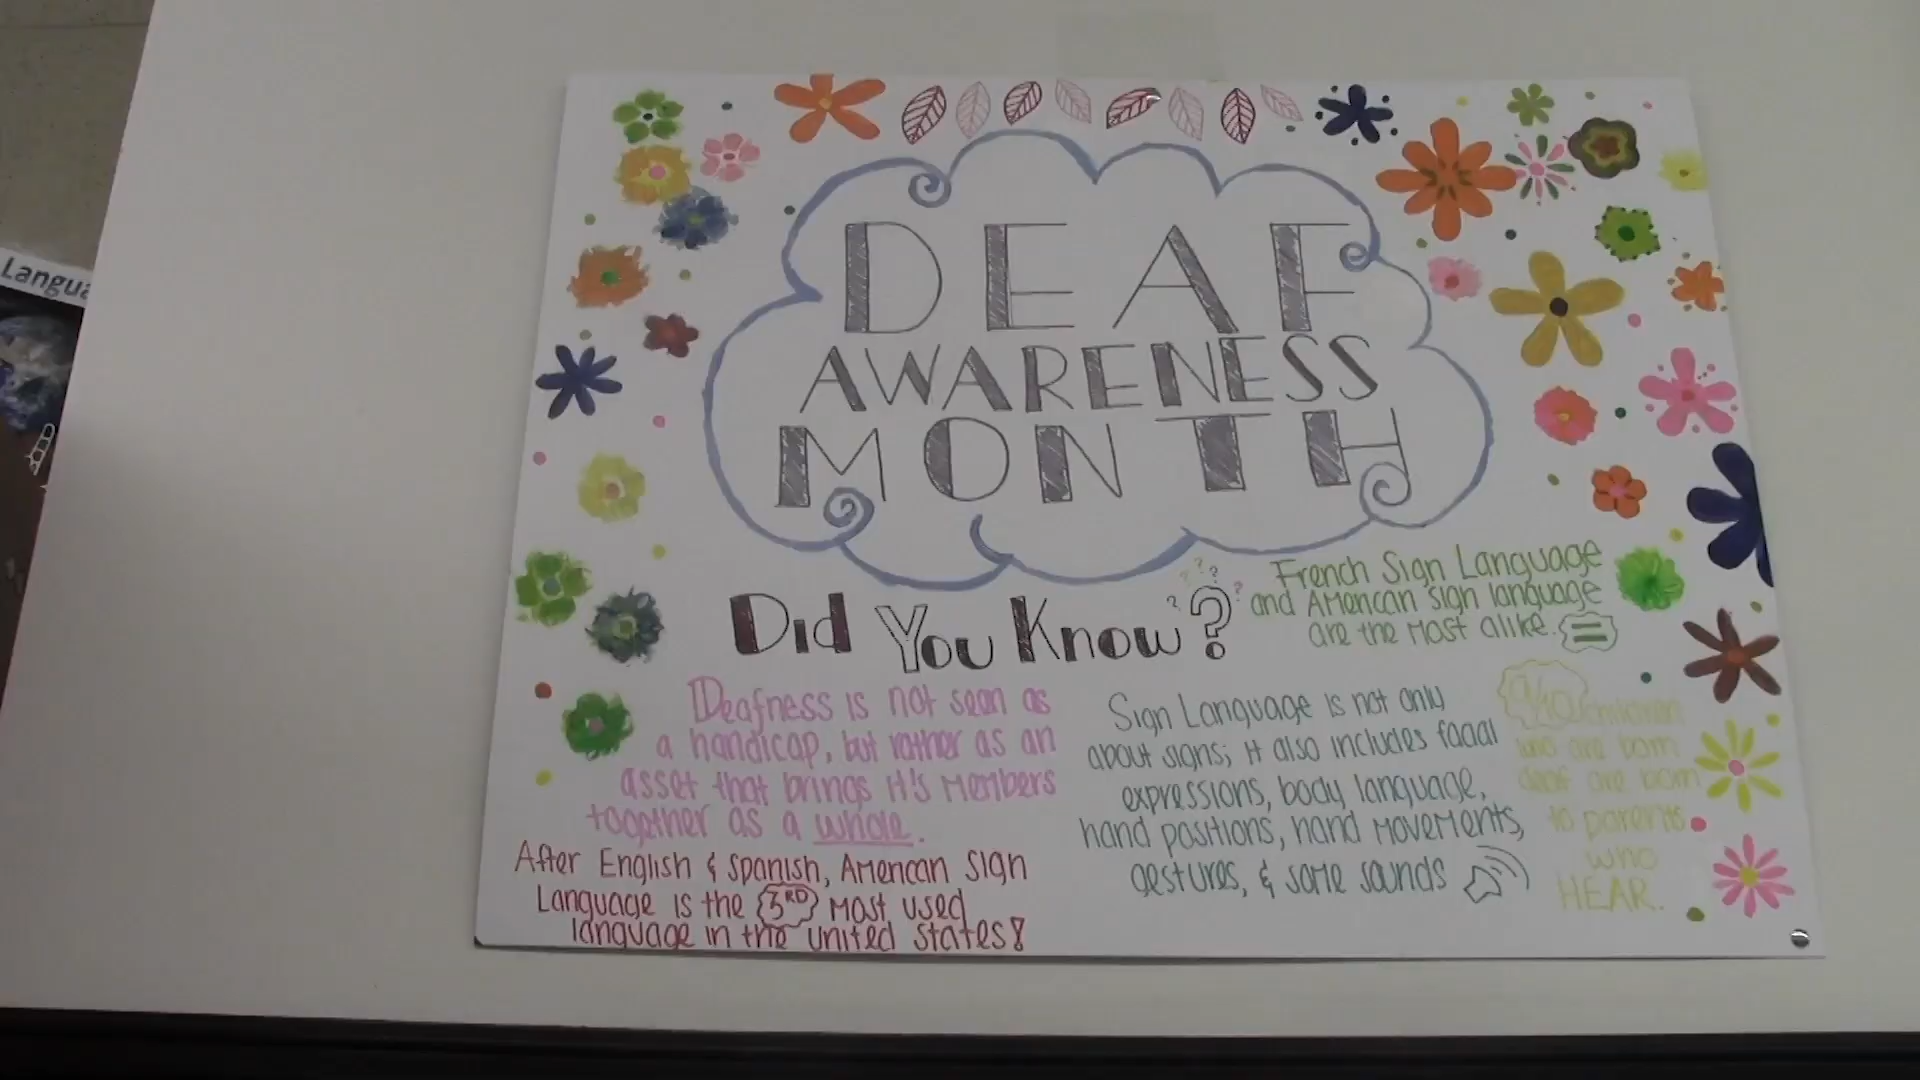 Langua
DEAF
AWARENESS
MONTH
Did You Know?
French Sign Language
and American sign language
are the most alike.
Deafness is not seen as
a handicap, but rather as an
asset that brings it's members
together as a whole.
After English & Spanish, American Sign
Language is the 3RD most used
language in the united states!
Sign Language is not only
about signs; it also includes facial
expressions, body language,
hand positions, hand movements,
gestures, & some sounds
9/10 children
who are born
deaf are born
to parents
who
HEAR.